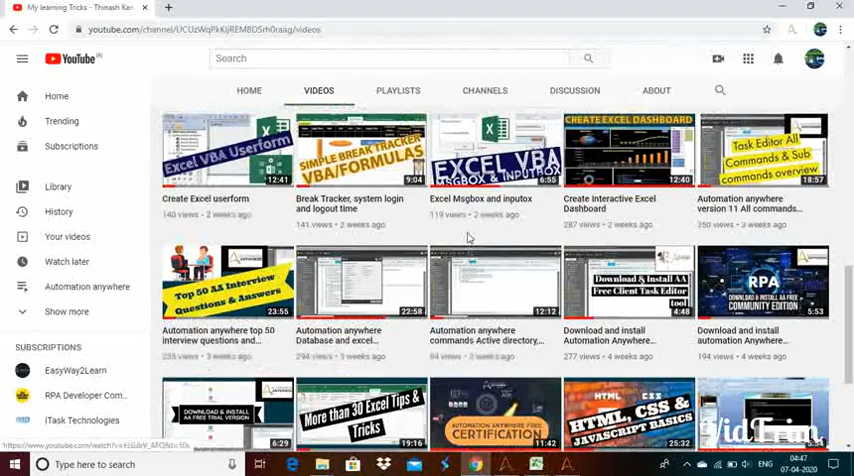 My learning Tricks - Thinash Kan
youtube.com/channel/UCUzWqPkKIjREM8DSrh0raag/videos
YouTube
IN
Search
HOME
VIDEOS
PLAYLISTS
CHANNELS
DISCUSSION
ABOUT
Home
Trending
Subscriptions
Library
History
Your videos
Watch later
Automation anywhere
Show more
SUBSCRIPTIONS
EasyWay2Learn
RPA Developer Com...
iTask Technologies
Excel VBA Userform
12:41
Create Excel userform
140 views • 2 weeks ago
SIMPLE BREAK TRACKER
VBA/FORMULAS
9:04
Break Tracker, system login
and logout time
141 views • 2 weeks ago
EXCEL VBA
MSGBOX & INPUTBOX
6:55
Excel Msgbox and inputox
119 views • 2 weeks ago
CREATE EXCEL DASHBOARD
12:40
Create Interactive Excel
Dashboard
287 views • 2 weeks ago
Task Editor All
Commands & Sub
commands overview
18:57
Automation anywhere
version 11 All commands...
250 views • 3 weeks ago
Top 50 AA Interview
Questions & Answers
23:55
Automation anywhere top 50
interview questions and...
235 views • 3 weeks ago
22:58
Automation anywhere
Database and excel...
294 views • 3 weeks ago
12:12
Automation anywhere
commands Active directory,...
94 views • 3 weeks ago
Download & Install AA
Free Client Task Editor
tool
4:48
Download and install
Automation Anywhere...
277 views • 4 weeks ago
RPA
DOWNLOAD & INSTALL AA FREE
COMMUNITY EDITION
5:53
Download and install
automation Anywhere...
194 views • 4 weeks ago
DOWNLOAD & INSTALL
AA FREE TRIAL VERSION
6:29
More than 30 Excel Tips &
Tricks
19:16
AUTOMATION ANYWHERE FREE
CERTIFICATION
11:42
HTML CSS
HTML, CSS &
JAVASCRIPT BASICS
25:32
VidTrim
Type here to search
ENG
04:47
07-04-2020